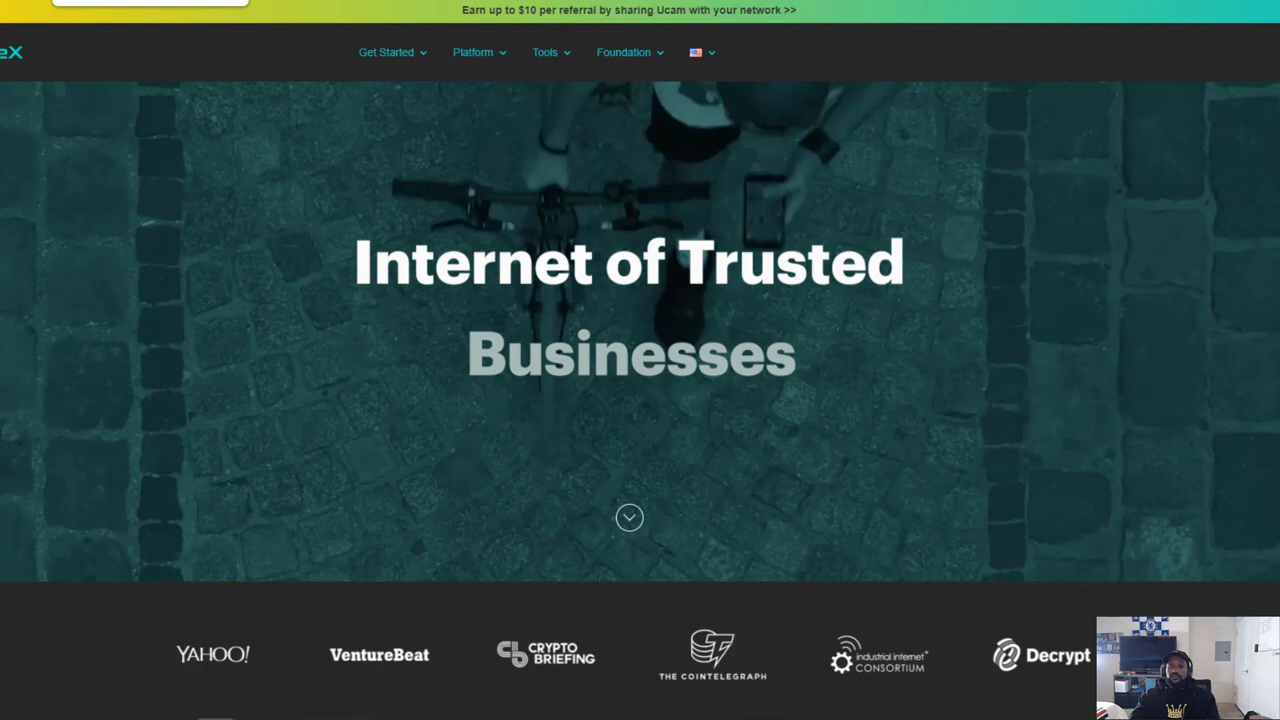 Earn up to $10 per referral by sharing Ucam with your network >>
eX
Get Started
Platform
Tools
Foundation
Internet of Trusted
Businesses
YAHOO!
VentureBeat
CRYPTO
BRIEFING
THE COINTELEGRAPH
industrial internet
CONSORTIUM
Decrypt